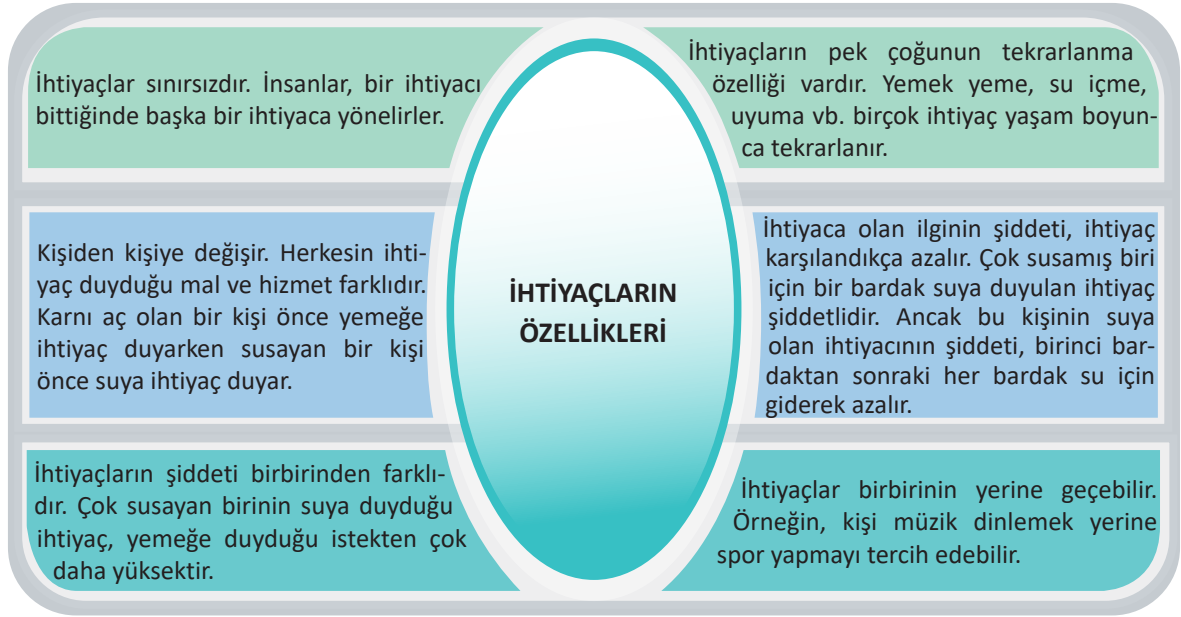 İhtiyaçlar sınırsızdır. İnsanlar, bir ihtiyacı
bittiğinde başka bir ihtiyaca yönelirler.
İhtiyaçların pek çoğunun tekrarlanma
özelliği vardır. Yemek yeme, su içme,
uyuma vb. birçok ihtiyaç yaşam boyun-
ca tekrarlanır.
Kişiden kişiye değişir. Herkesin ihti-
yaç duyduğu mal ve hizmet farklıdır.
Karnı aç olan bir kişi önce yemeğe
ihtiyaç duyarken susayan bir kişi
önce suya ihtiyaç duyar.
İHTİYAÇLARIN
ÖZELLİKLERİ
İhtiyaca olan ilginin şiddeti, ihtiyaç
karşılandıkça azalır. Çok susamış biri
için bir bardak suya duyulan ihtiyaç
şiddetlidir. Ancak bu kişinin suya
olan ihtiyacının şiddeti, birinci bar-
daktan sonraki her bardak su için
giderek azalır.
İhtiyaçların şiddeti birbirinden farklı-
dır. Çok susayan birinin suya duyduğu
ihtiyaç, yemeğe duyduğu istekten çok
daha yüksektir.
İhtiyaçlar birbirinin yerine geçebilir.
Örneğin, kişi müzik dinlemek yerine
spor yapmayı tercih edebilir.